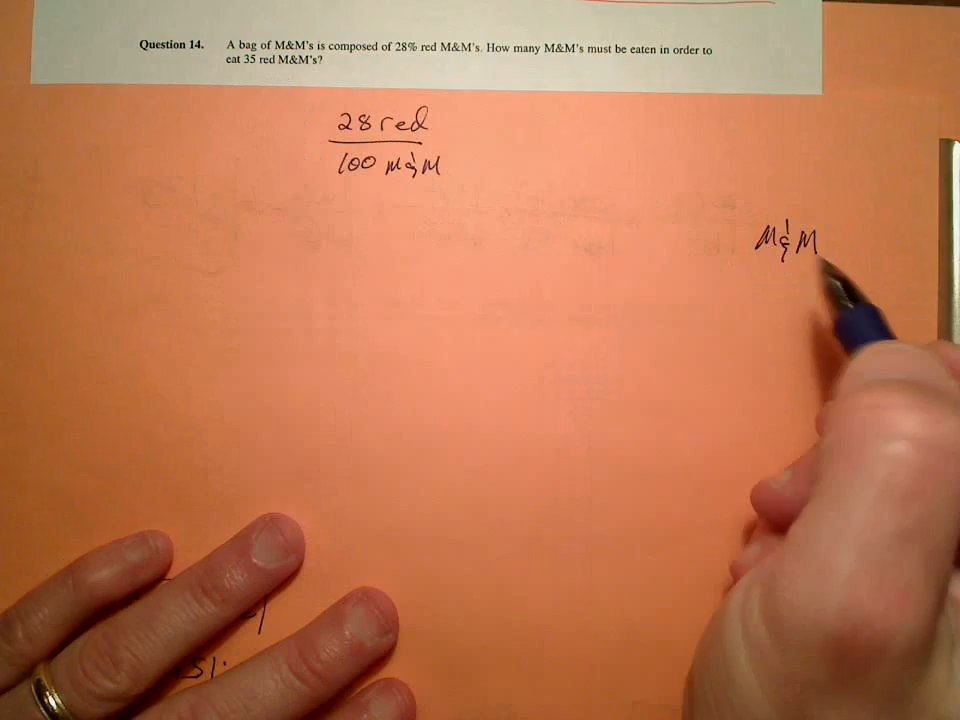 Question 14. A bag of M&M's is composed of 28% red M&M's. How many M&M's must be eaten in order to
eat 35 red M&M's?
28 red
100 M&M
M&M